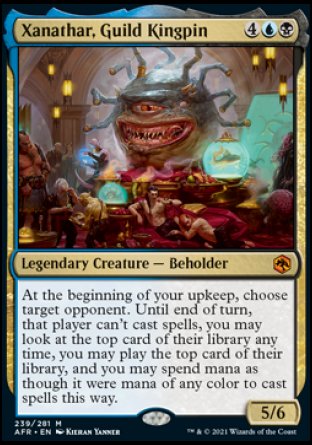 Xanathar, Guild Kingpin 4
Legendary Creature — Beholder
At the beginning of your upkeep, choose
target opponent. Until end of turn,
that player can't cast spells, you may
look at the top card of their library any
time, you may play the top card of their
library, and you may spend mana as
though it were mana of any color to cast
spells this way.
5/6
239/281 M
AFR • EN KIERAN YANNER
™ & © 2021 Wizards of the Coast